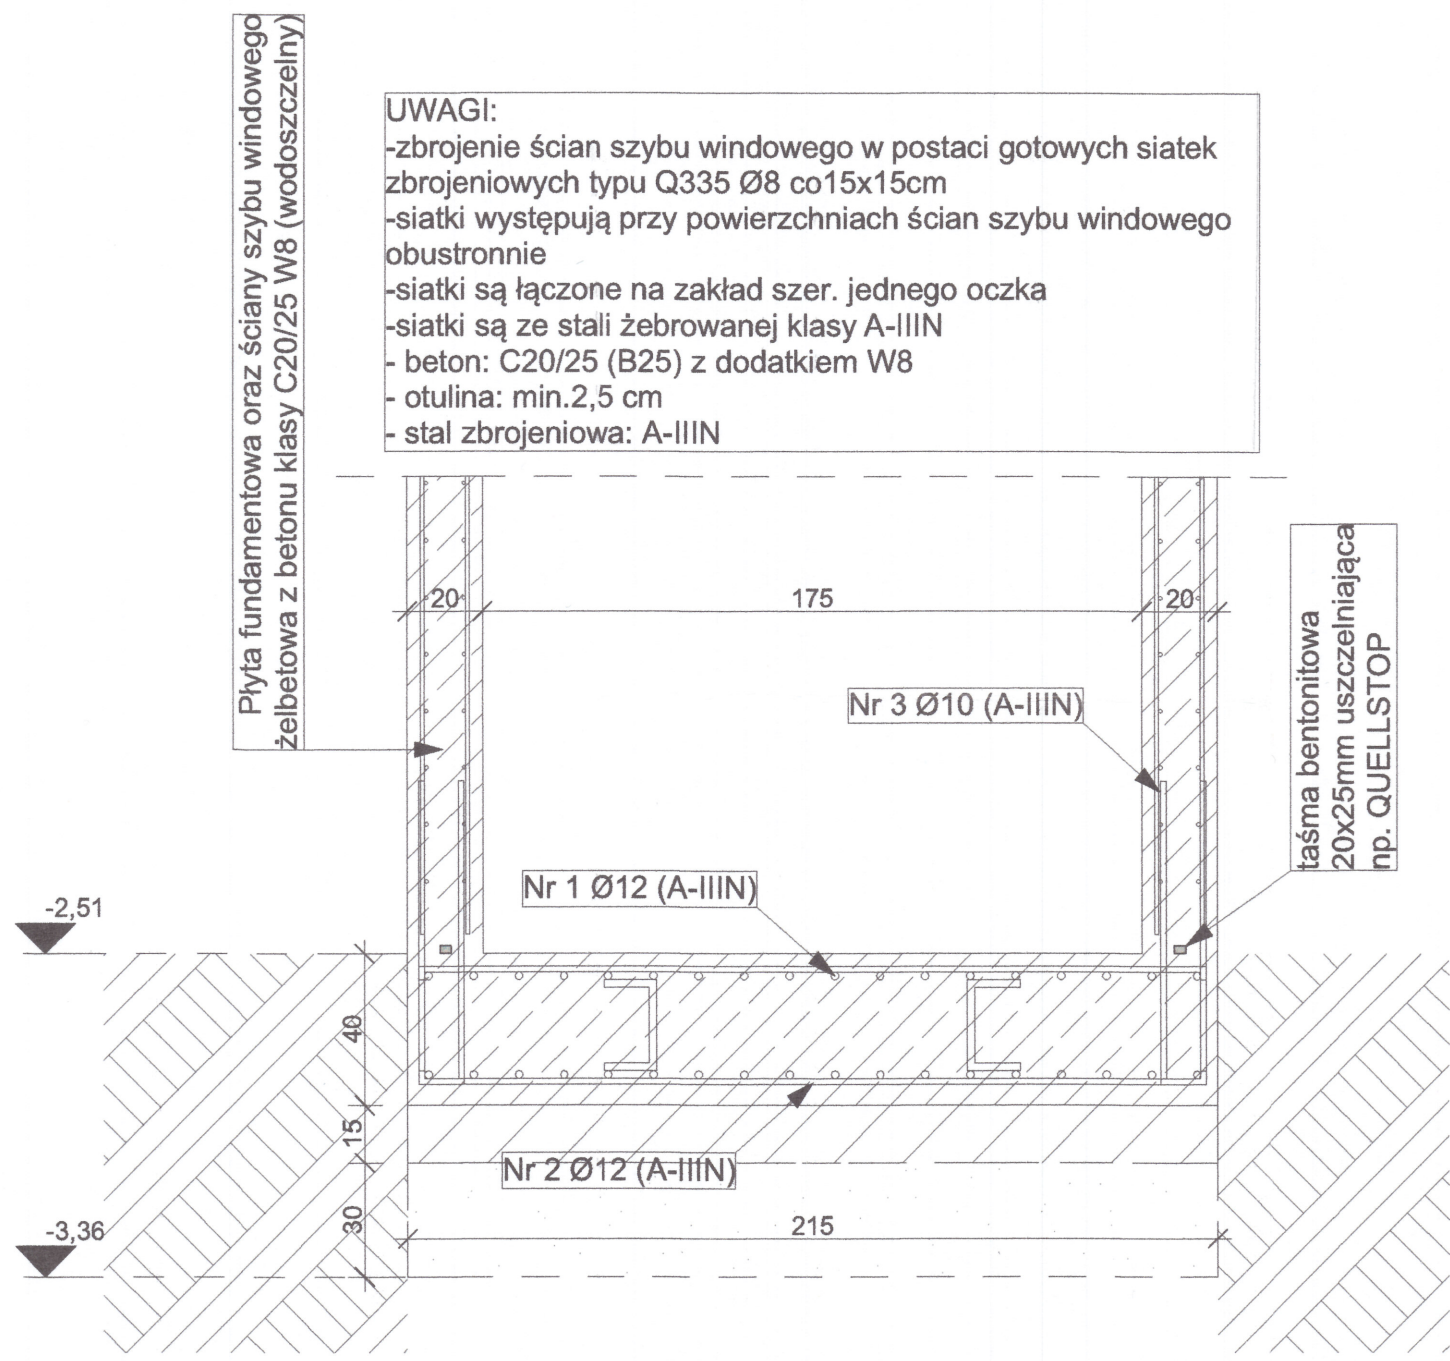 Płyta fundamentowa oraz ściany szybu windowego
żelbetowa z betonu klasy C20/25 W8 (wodoszczelny)
UWAGI:
-zbrojenie ścian szybu windowego w postaci gotowych siatek
zbrojeniowych typu Q335 Ø8 co15x15cm
-siatki występują przy powierzchniach ścian szybu windowego
obustronnie
-siatki są łączone na zakład szer. jednego oczka
-siatki są ze stali żebrowanej klasy A-IIIN
- beton: C20/25 (B25) z dodatkiem W8
- otulina: min.2,5 cm
- stal zbrojeniowa: A-IIIN
20
175
20
taśma bentonitowa
20x25mm uszczelniająca
np. QUELLSTOP
Nr 3 Ø10 (A-IIIN)
Nr 1 Ø12 (A-IIIN)
-2,51
40
15
Nr 2 Ø12 (A-IIIN)
30
-3,36
215